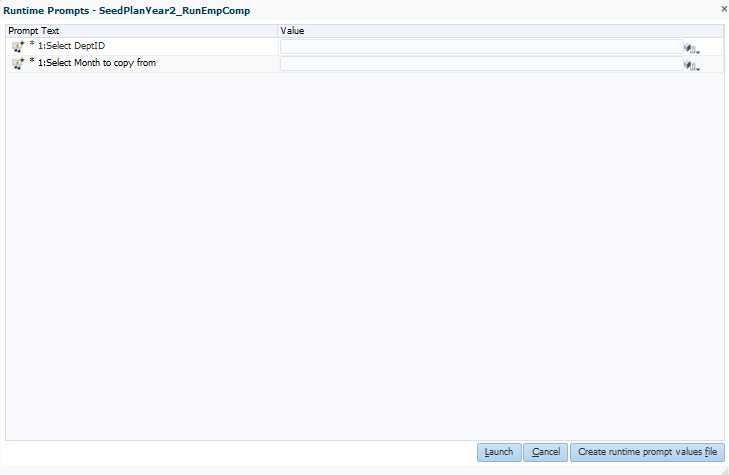 Runtime Prompts - SeedPlanYear2_RunEmpComp
Prompt Text Value
* 1:Select DeptID
* 1:Select Month to copy from
Launch Cancel Create runtime prompt values file